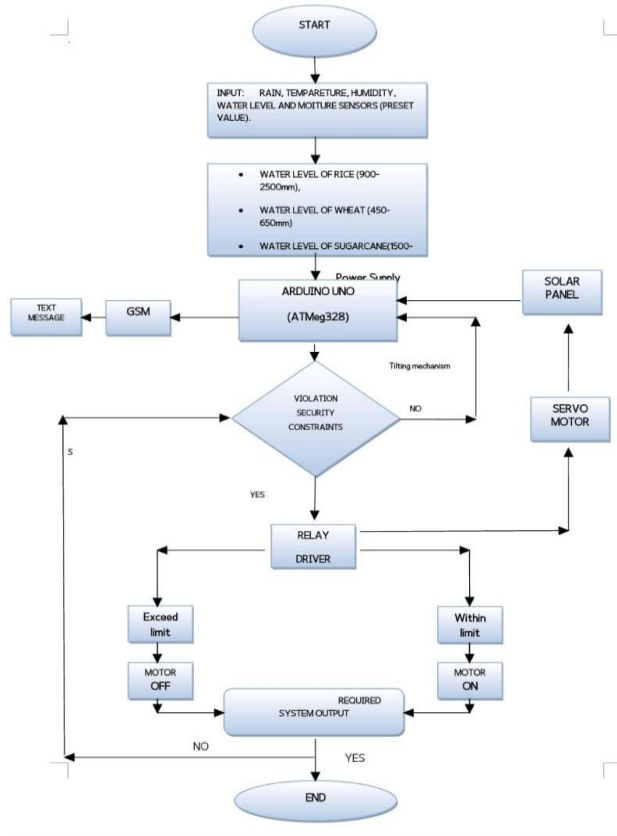 START
INPUT: RAIN, TEMPARETURE, HUMIDITY,
WATER LEVEL AND MOITURE SENSORS (PRESET
VALUE).
• WATER LEVEL OF RICE (900-
2500mm),
• WATER LEVEL OF WHEAT (450-
650mm)
• WATER LEVEL OF SUGARCANE(1500-
Power Supply
ARDUINO UNO
(ATMeg328)
SOLAR
PANEL
GSM
TEXT
MESSAGE
Tilting mechanism
VIOLATION
SECURITY
CONSTRAINTS
NO
SERVO
MOTOR
S
YES
RELAY
DRIVER
Exceed
limit
Within
limit
MOTOR
OFF
MOTOR
ON
REQUIRED
SYSTEM OUTPUT
NO
YES
END